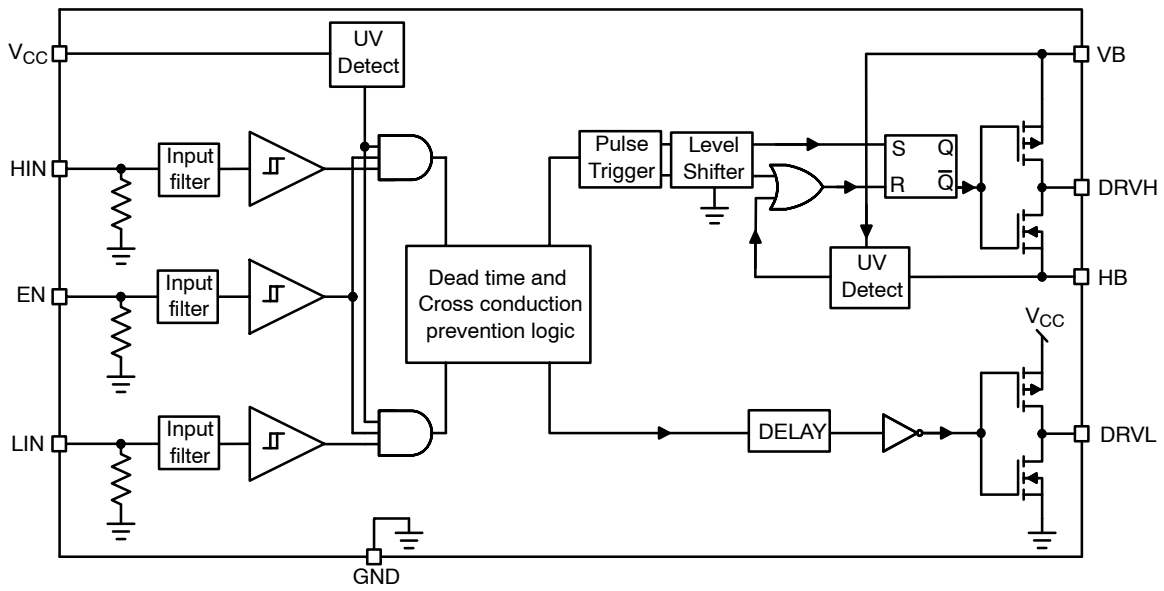 VCC
UV
Detect
VB
HIN
Input
filter
Pulse
Trigger
Level
Shifter
S
Q
R
Q̅
DRVH
EN
Input
filter
Dead time and
Cross conduction
prevention logic
UV
Detect
HB
VCC
LIN
Input
filter
DELAY
DRVL
GND